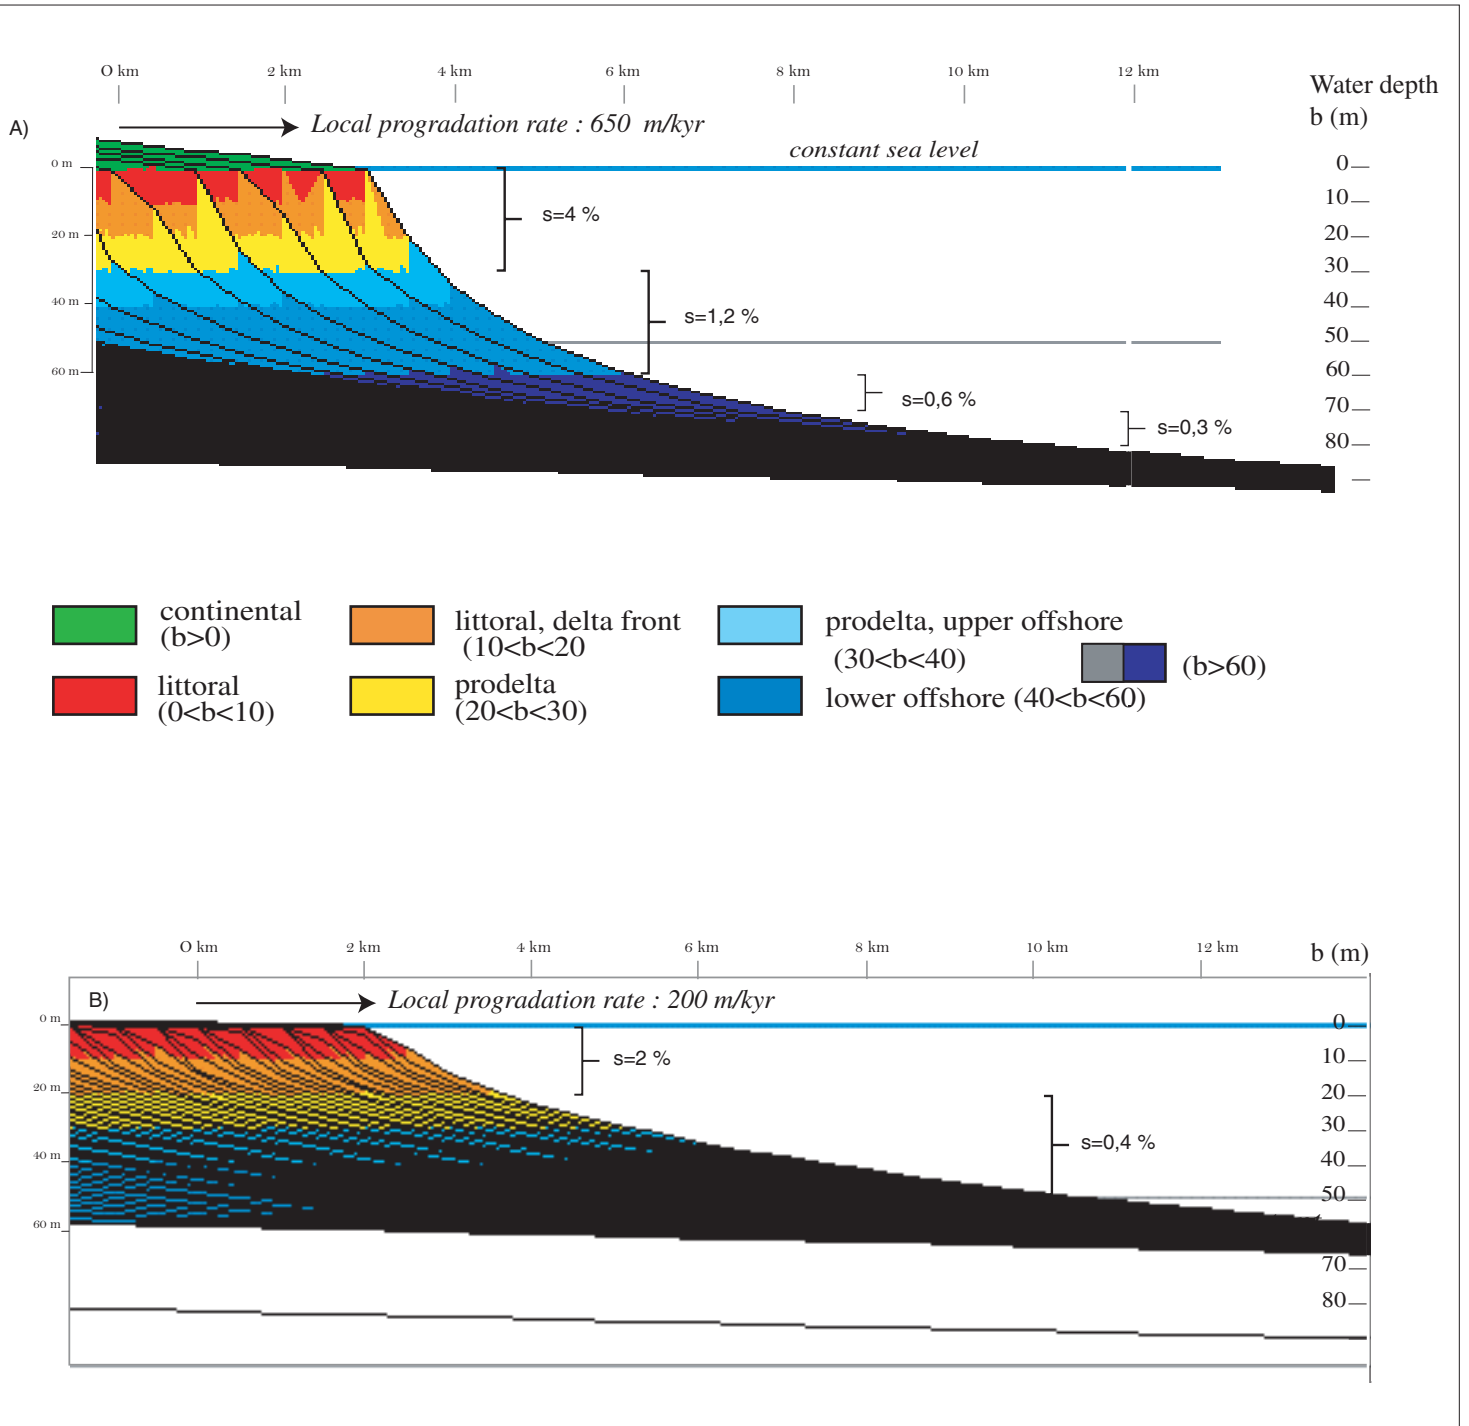 O km 2 km 4 km 6 km 8 km 10 km 12 km
Water depth
b (m)
A)
Local progradation rate : 650 m/kyr
constant sea level
0 m
20 m
40 m
60 m
s=4 %
s=1,2 %
s=0,6 %
s=0,3 %
0
10
20
30
40
50
60
70
80
continental
(b>0)
littoral, delta front
(10<b<20
prodelta, upper offshore
(30<b<40)
(b>60)
littoral
(0<b<10)
prodelta
(20<b<30)
lower offshore (40<b<60)
O km 2 km 4 km 6 km 8 km 10 km 12 km
b (m)
B)
Local progradation rate : 200 m/kyr
0 m
20 m
40 m
60 m
s=2 %
s=0,4 %
0
10
20
30
40
50
70
80